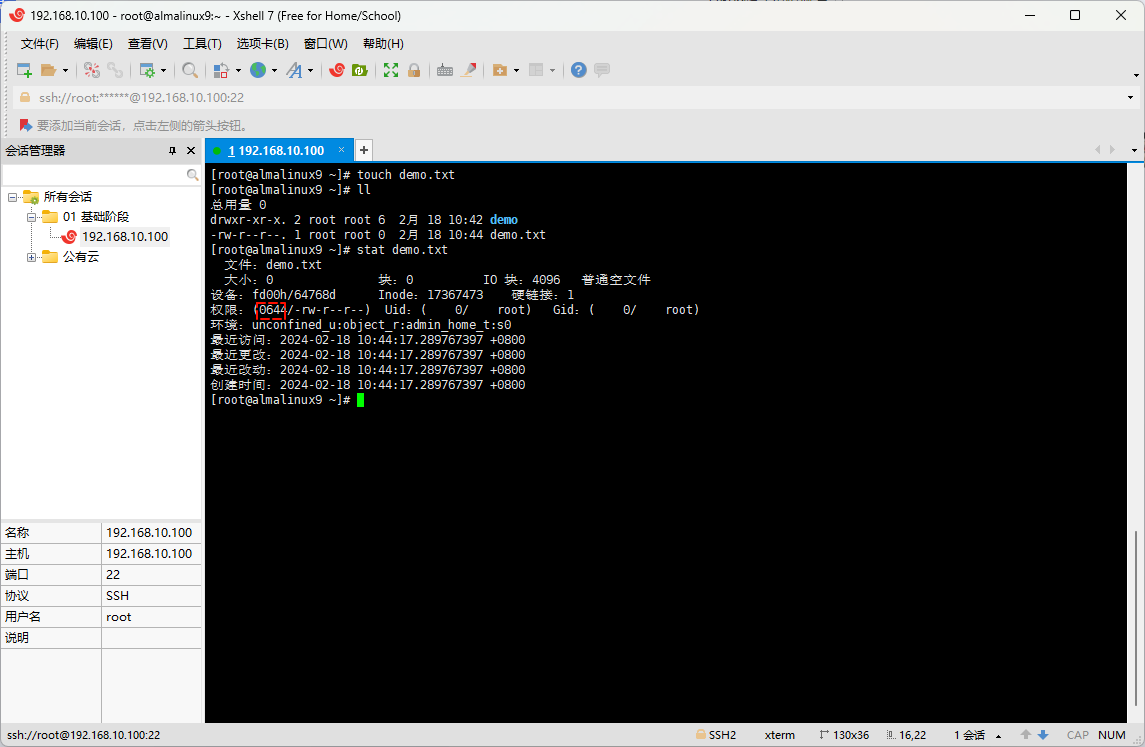 192.168.10.100 - root@almalinux9:~ - Xshell 7 (Free for Home/School)
文件(F) 编辑(E) 查看(V) 工具(T) 选项卡(B) 窗口(W) 帮助(H)
ssh://root:******@192.168.10.100:22
要添加当前会话，点击左侧的箭头按钮。
会话管理器
1 192.168.10.100
所有会话
01 基础阶段
192.168.10.100
公有云
[root@almalinux9 ~]# touch demo.txt
[root@almalinux9 ~]# ll
总用量 0
drwxr-xr-x. 2 root root 6  2月 18 10:42 demo
-rw-r--r--. 1 root root 0  2月 18 10:44 demo.txt
[root@almalinux9 ~]# stat demo.txt
文件：demo.txt
大小：0 块：0 IO 块：4096 普通空文件
设备：fd00h/64768d Inode：17367473 硬链接：1
权限：(0644/-rw-r--r--) Uid：( 0/ root) Gid：( 0/ root)
环境：unconfined_u:object_r:admin_home_t:s0
最近访问：2024-02-18 10:44:17.289767397 +0800
最近更改：2024-02-18 10:44:17.289767397 +0800
最近改动：2024-02-18 10:44:17.289767397 +0800
创建时间：2024-02-18 10:44:17.289767397 +0800
[root@almalinux9 ~]#
名称 192.168.10.100
主机 192.168.10.100
端口 22
协议 SSH
用户名 root
说明
ssh://root@192.168.10.100:22 SSH2 xterm 130x36 16,22 1 会话 CAP NUM